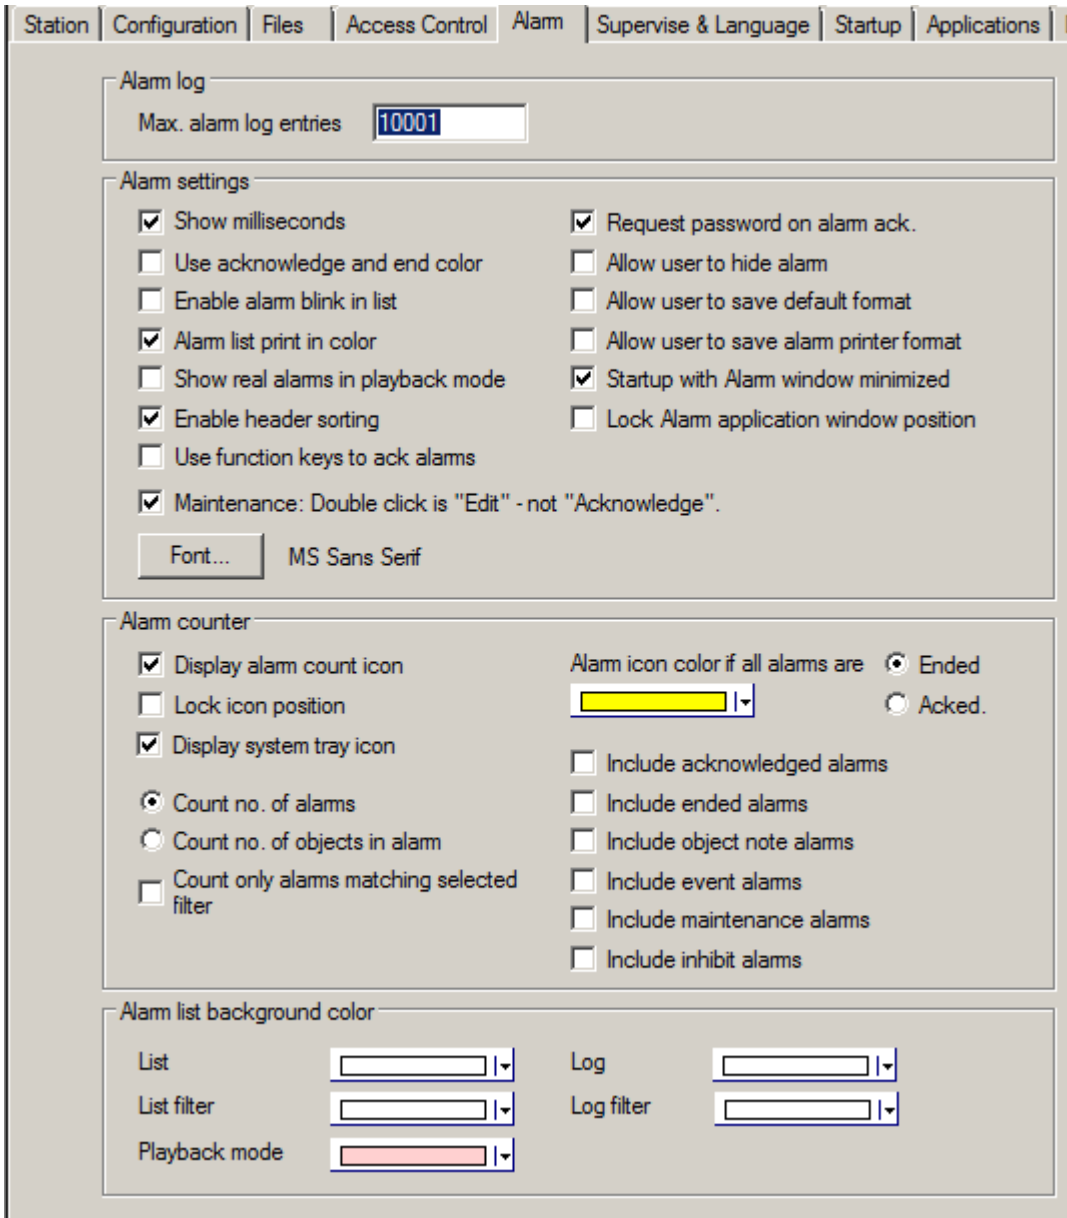 Station Configuration Files Access Control Alarm Supervise & Language Startup Applications
Alarm log
Max. alarm log entries 10001
Alarm settings
Show milliseconds
Request password on alarm ack.
Use acknowledge and end color
Allow user to hide alarm
Enable alarm blink in list
Allow user to save default format
Alarm list print in color
Allow user to save alarm printer format
Show real alarms in playback mode
Startup with Alarm window minimized
Enable header sorting
Lock Alarm application window position
Use function keys to ack alarms
Maintenance: Double click is "Edit" - not "Acknowledge".
Font... MS Sans Serif
Alarm counter
Display alarm count icon
Alarm icon color if all alarms are Ended
Lock icon position
Acked.
Display system tray icon
Include acknowledged alarms
Count no. of alarms
Include ended alarms
Count no. of objects in alarm
Include object note alarms
Count only alarms matching selected
filter
Include event alarms
Include maintenance alarms
Include inhibit alarms
Alarm list background color
List
Log
List filter
Log filter
Playback mode